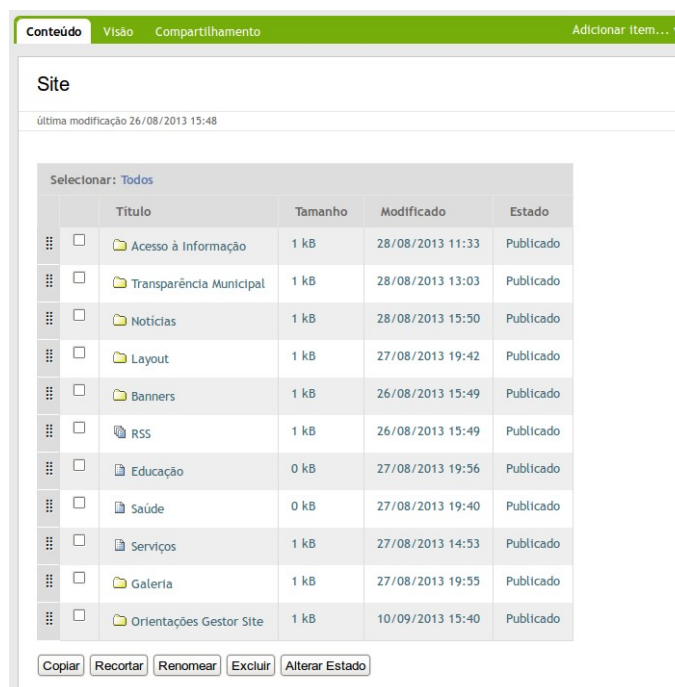 Conteúdo Visão Compartilhamento Adicionar item...
Site
última modificação 26/08/2013 15:48
Selecionar: Todos
Título Tamanho Modificado Estado
Acesso à Informação 1 kB 28/08/2013 11:33 Publicado
Transparência Municipal 1 kB 28/08/2013 13:03 Publicado
Notícias 1 kB 28/08/2013 15:50 Publicado
Layout 1 kB 27/08/2013 19:42 Publicado
Banners 1 kB 26/08/2013 15:49 Publicado
RSS 1 kB 26/08/2013 15:49 Publicado
Educação 0 kB 27/08/2013 19:56 Publicado
Saúde 0 kB 27/08/2013 19:40 Publicado
Serviços 1 kB 27/08/2013 14:53 Publicado
Galeria 1 kB 27/08/2013 19:55 Publicado
Orientações Gestor Site 1 kB 10/09/2013 15:40 Publicado
Copiar Recortar Renomear Excluir Alterar Estado